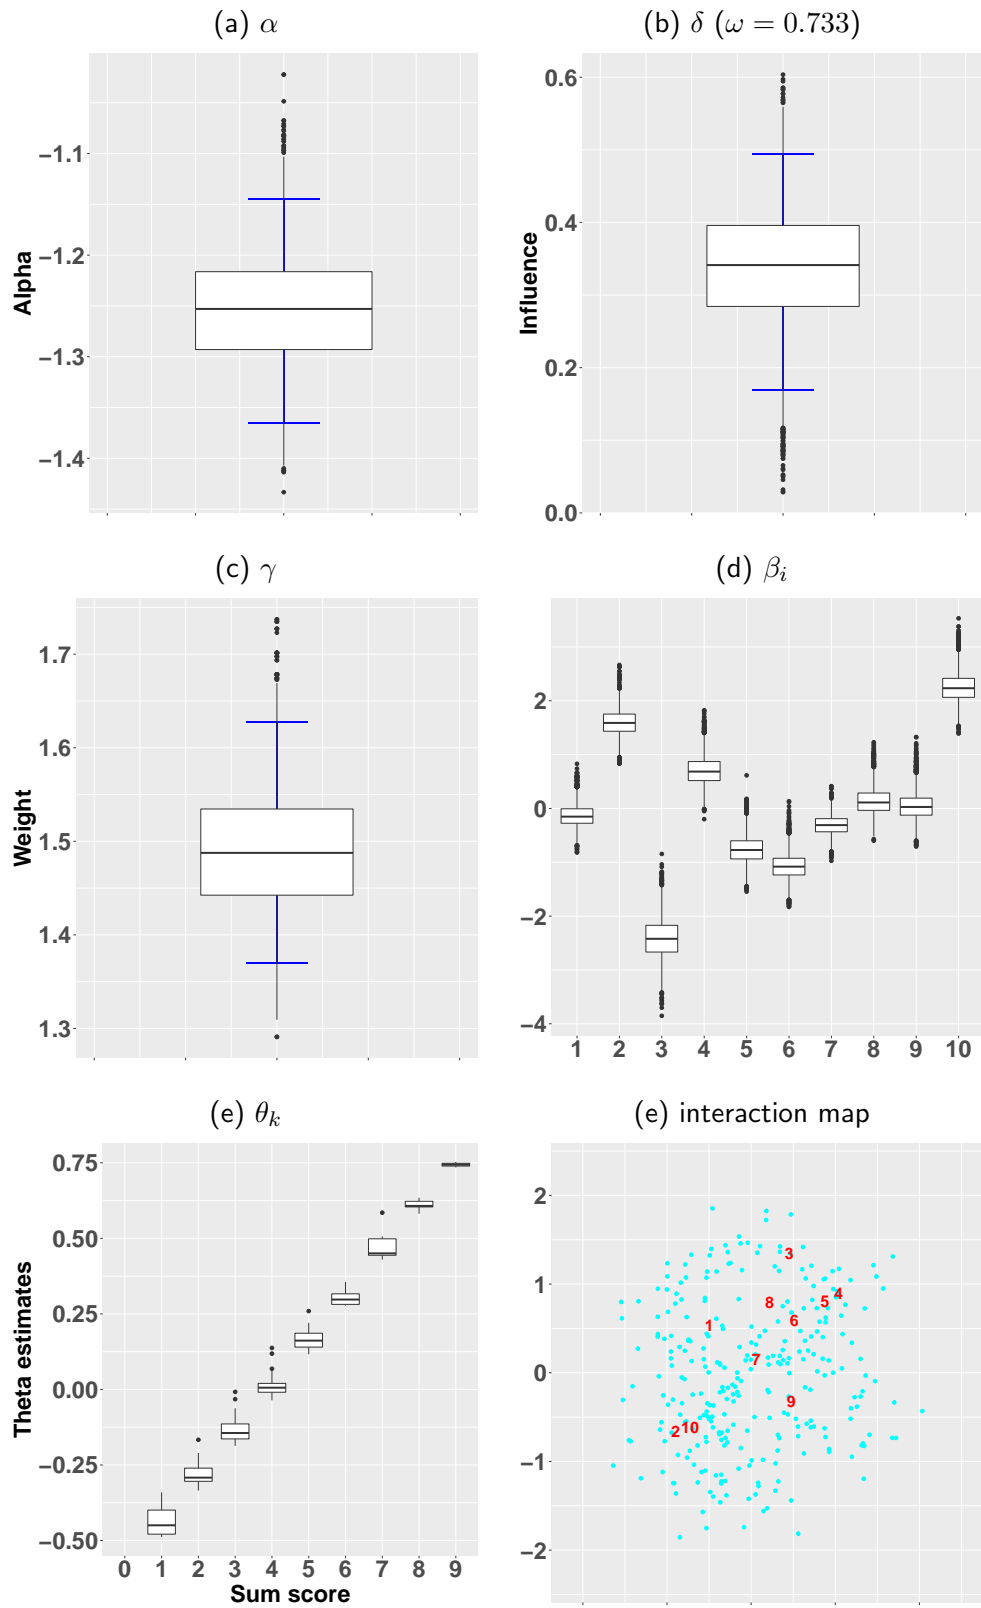 (a) α
(b) δ (ω = 0.733)
Alpha
−1.1
−1.2
−1.3
−1.4
Influence
0.6
0.4
0.2
0.0
(c) γ
(d) βᵢ
Weight
1.7
1.6
1.5
1.4
1.3
2
0
−2
−4
1 2 3 4 5 6 7 8 9 10
(e) θₖ
(e) interaction map
Theta estimates
0.75
0.50
0.25
0.00
−0.25
−0.50
0 1 2 3 4 5 6 7 8 9
Sum score
2
1
0
−1
−2
3
4
5
8
6
1
7
9
2
10